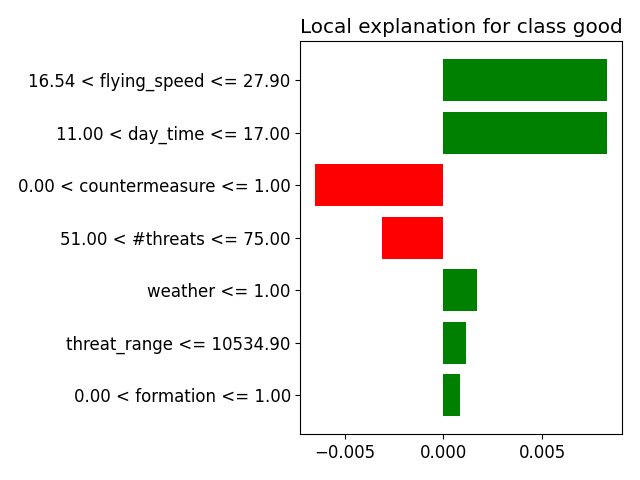 Local explanation for class good
16.54 < flying_speed <= 27.90
11.00 < day_time <= 17.00
0.00 < countermeasure <= 1.00
51.00 < #threats <= 75.00
weather <= 1.00
threat_range <= 10534.90
0.00 < formation <= 1.00
−0.005 0.000 0.005